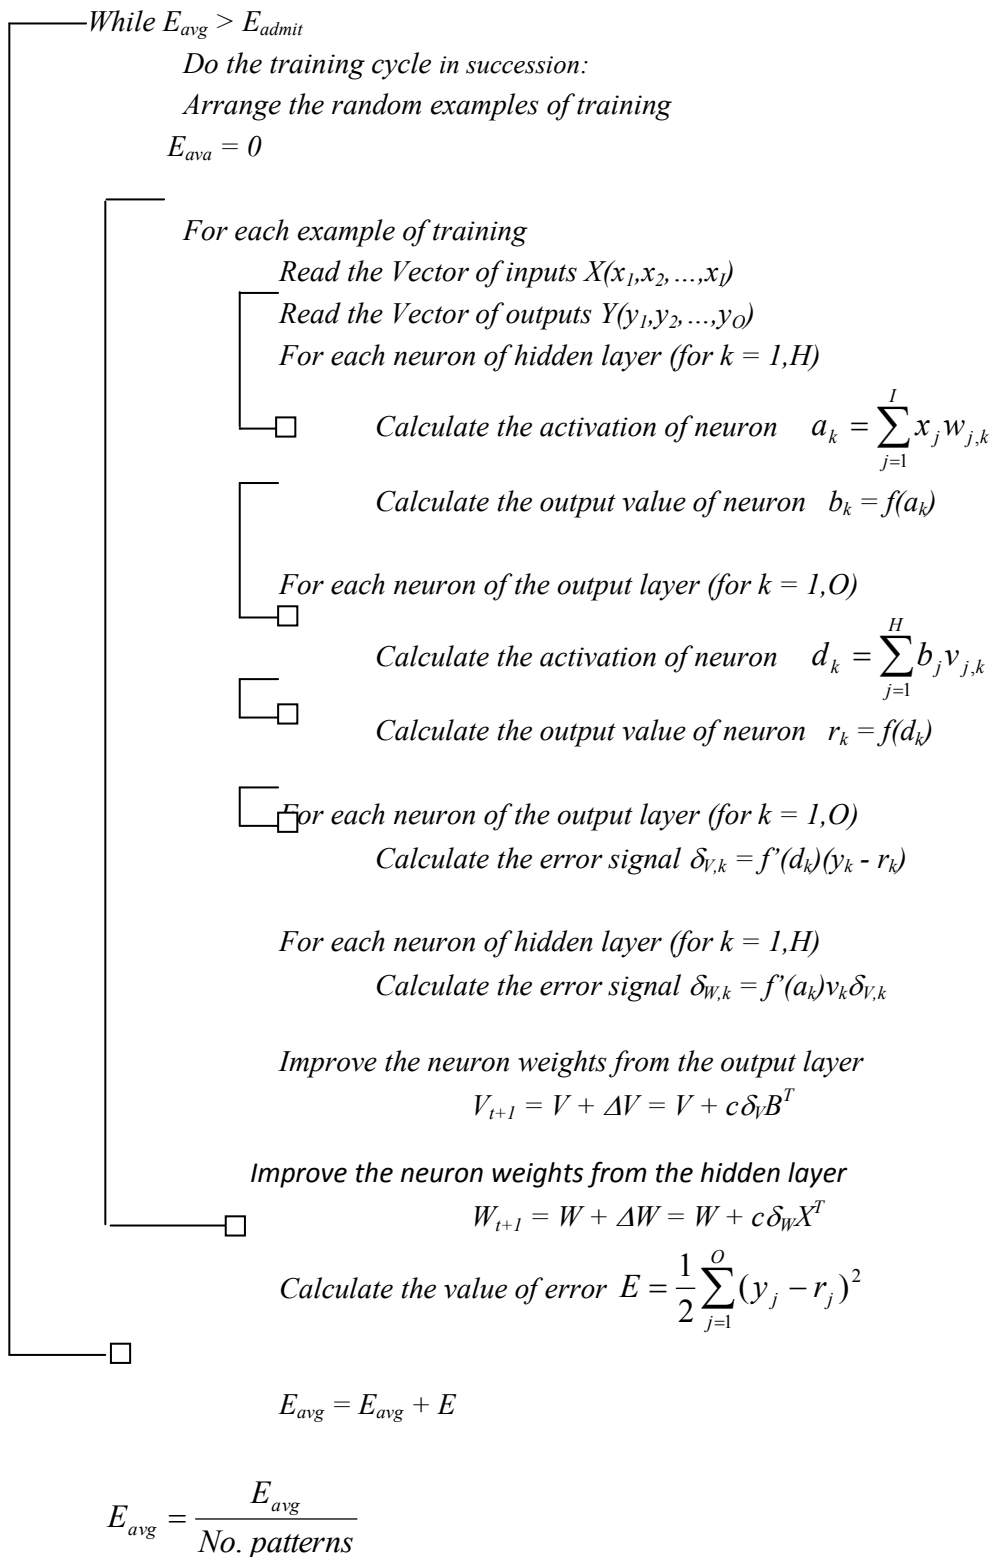 While E_avg > E_admit
Do the training cycle in succession:
Arrange the random examples of training
E_ava = 0
For each example of training
Read the Vector of inputs X(x_1,x_2,...,x_I)
Read the Vector of outputs Y(y_1,y_2,...,y_O)
For each neuron of hidden layer (for k = 1,H)
Calculate the activation of neuron a_k = \sum_{j=1}^{I} x_j w_{j,k}
Calculate the output value of neuron b_k = f(a_k)
For each neuron of the output layer (for k = 1,O)
Calculate the activation of neuron d_k = \sum_{j=1}^{H} b_j v_{j,k}
Calculate the output value of neuron r_k = f(d_k)
For each neuron of the output layer (for k = 1,O)
Calculate the error signal δ_{V,k} = f'(d_k)(y_k - r_k)
For each neuron of hidden layer (for k = 1,H)
Calculate the error signal δ_{W,k} = f'(a_k)v_kδ_{V,k}
Improve the neuron weights from the output layer
V_{t+1} = V + ΔV = V + cδ_VB^T
Improve the neuron weights from the hidden layer
W_{t+1} = W + ΔW = W + cδ_WX^T
Calculate the value of error E = \frac{1}{2} \sum_{j=1}^{O} (y_j − r_j)^2
E_avg = E_avg + E
E_avg = \frac{E_avg}{No. patterns}